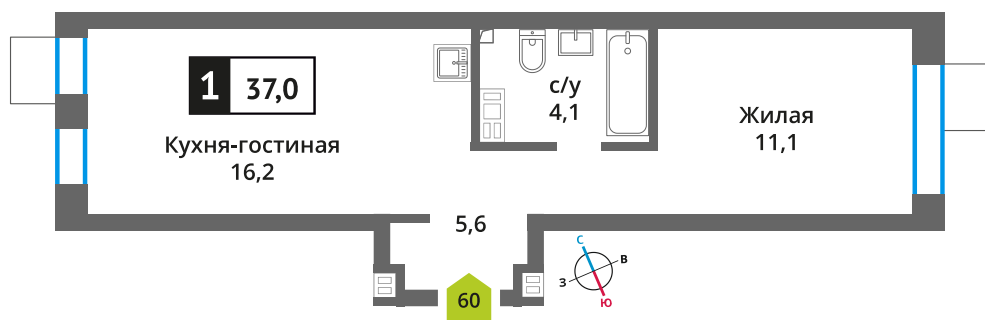 1 37,0
Кухня-гостиная
16,2
с/у
4,1
Жилая
11,1
5,6
С
В
З
Ю
60